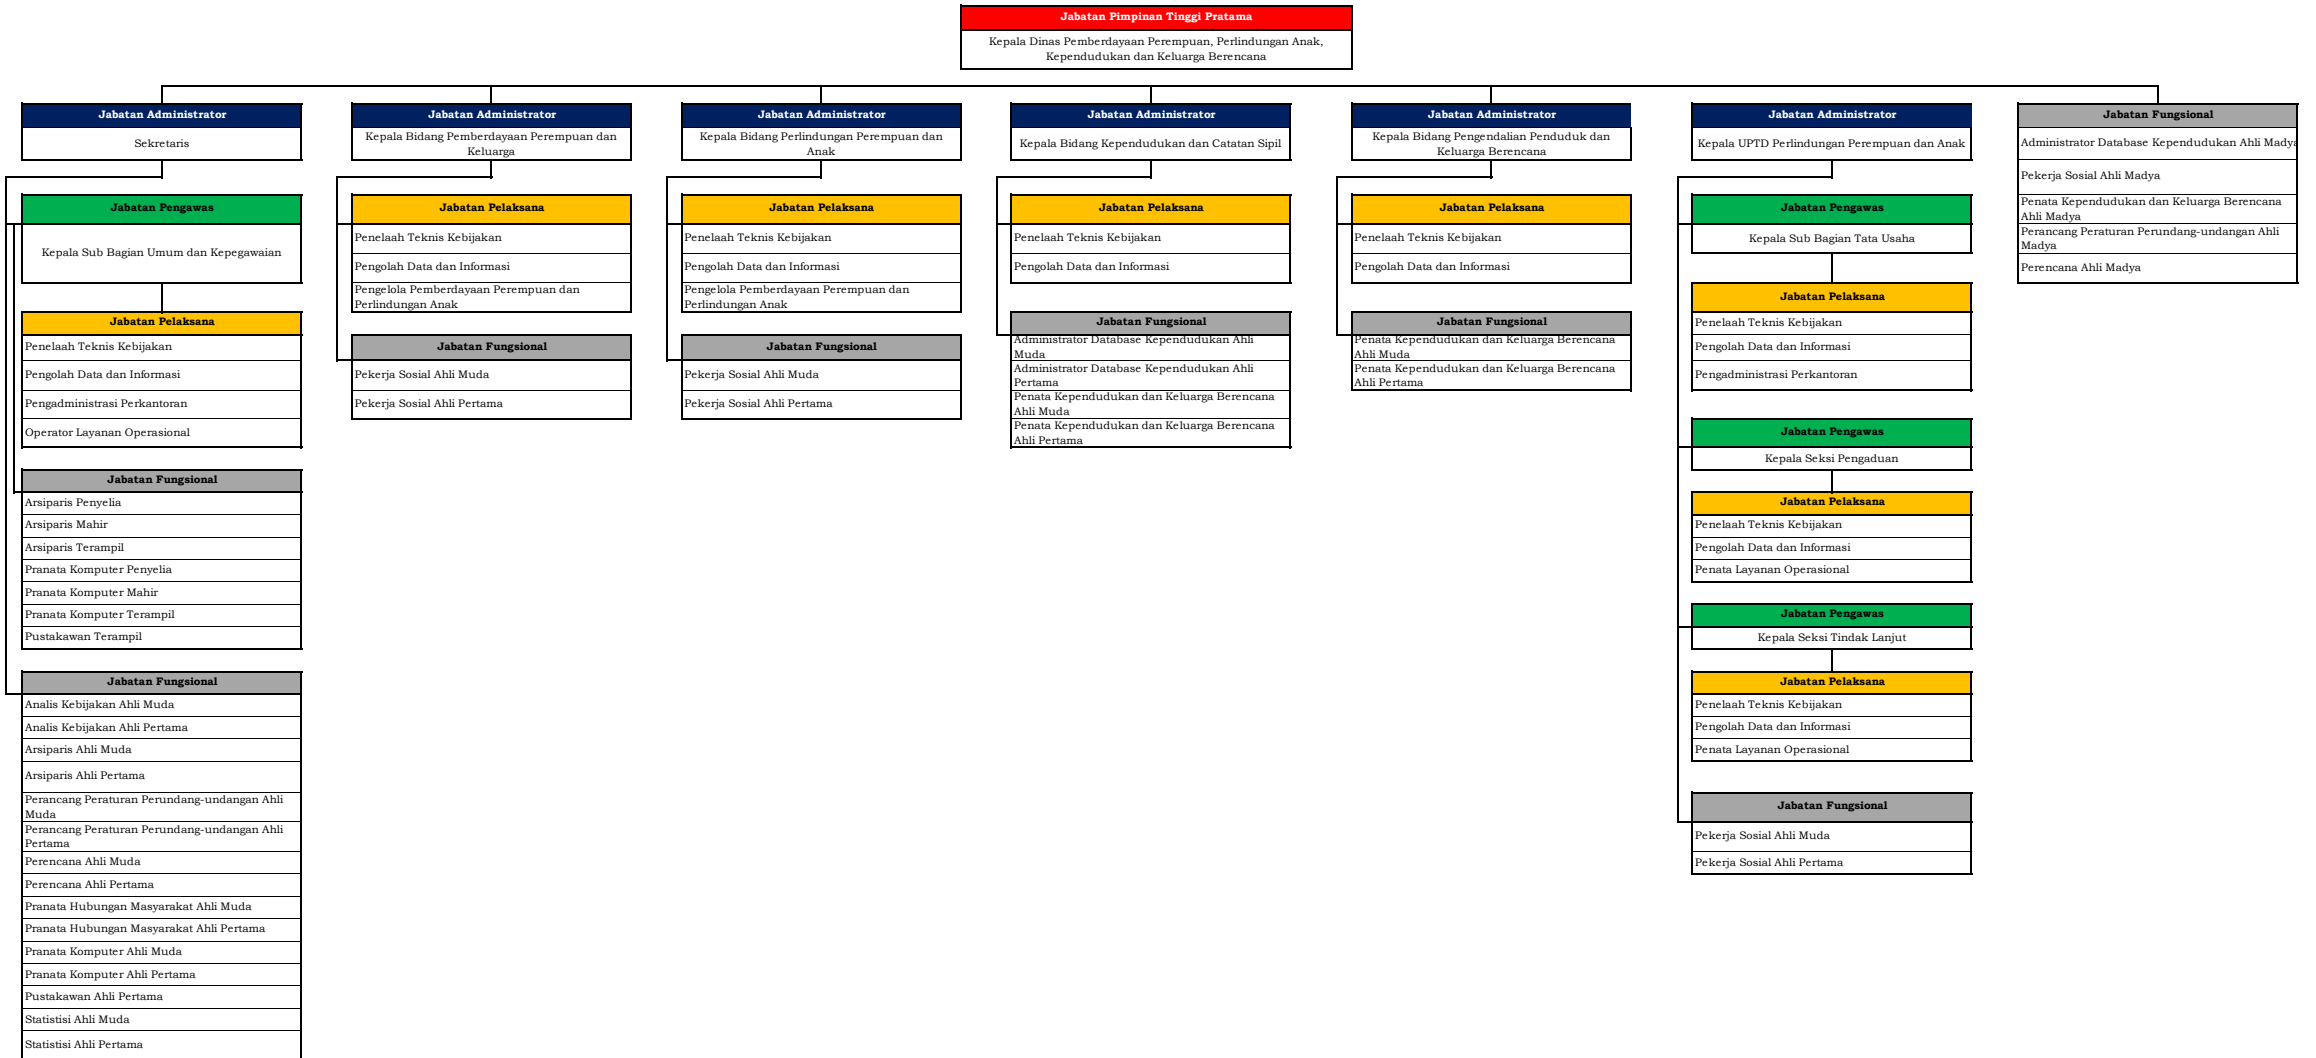 Jabatan Pimpinan Tinggi Pratama
Kepala Dinas Pemberdayaan Perempuan, Perlindungan Anak,
Kependudukan dan Keluarga Berencana
Jabatan Administrator
Sekretaris
Jabatan Pengawas
Kepala Sub Bagian Umum dan Kepegawaian
Jabatan Pelaksana
Penelaah Teknis Kebijakan
Pengolah Data dan Informasi
Pengadministrasi Perkantoran
Operator Layanan Operasional
Jabatan Fungsional
Arsiparis Penyelia
Arsiparis Mahir
Arsiparis Terampil
Pranata Komputer Penyelia
Pranata Komputer Mahir
Pranata Komputer Terampil
Pustakawan Terampil
Jabatan Fungsional
Analis Kebijakan Ahli Muda
Analis Kebijakan Ahli Pertama
Arsiparis Ahli Muda
Arsiparis Ahli Pertama
Perancang Peraturan Perundang-undangan Ahli
Muda
Perancang Peraturan Perundang-undangan Ahli
Pertama
Perencana Ahli Muda
Perencana Ahli Pertama
Pranata Hubungan Masyarakat Ahli Muda
Pranata Hubungan Masyarakat Ahli Pertama
Pranata Komputer Ahli Muda
Pranata Komputer Ahli Pertama
Pustakawan Ahli Pertama
Statistisi Ahli Muda
Statistisi Ahli Pertama
Jabatan Administrator
Kepala Bidang Pemberdayaan Perempuan dan
Keluarga
Jabatan Pelaksana
Penelaah Teknis Kebijakan
Pengolah Data dan Informasi
Pengelola Pemberdayaan Perempuan dan
Perlindungan Anak
Jabatan Fungsional
Pekerja Sosial Ahli Muda
Pekerja Sosial Ahli Pertama
Jabatan Administrator
Kepala Bidang Perlindungan Perempuan dan
Anak
Jabatan Pelaksana
Penelaah Teknis Kebijakan
Pengolah Data dan Informasi
Pengelola Pemberdayaan Perempuan dan
Perlindungan Anak
Jabatan Fungsional
Pekerja Sosial Ahli Muda
Pekerja Sosial Ahli Pertama
Jabatan Administrator
Kepala Bidang Kependudukan dan Catatan Sipil
Jabatan Pelaksana
Penelaah Teknis Kebijakan
Pengolah Data dan Informasi
Jabatan Fungsional
Administrator Database Kependudukan Ahli
Muda
Administrator Database Kependudukan Ahli
Pertama
Penata Kependudukan dan Keluarga Berencana
Ahli Muda
Penata Kependudukan dan Keluarga Berencana
Ahli Pertama
Jabatan Administrator
Kepala Bidang Pengendalian Penduduk dan
Keluarga Berencana
Jabatan Pelaksana
Penelaah Teknis Kebijakan
Pengolah Data dan Informasi
Jabatan Fungsional
Penata Kependudukan dan Keluarga Berencana
Ahli Muda
Penata Kependudukan dan Keluarga Berencana
Ahli Pertama
Jabatan Administrator
Kepala UPTD Perlindungan Perempuan dan Anak
Jabatan Pengawas
Kepala Sub Bagian Tata Usaha
Jabatan Pelaksana
Penelaah Teknis Kebijakan
Pengolah Data dan Informasi
Pengadministrasi Perkantoran
Jabatan Pengawas
Kepala Seksi Pengaduan
Jabatan Pelaksana
Penelaah Teknis Kebijakan
Pengolah Data dan Informasi
Penata Layanan Operasional
Jabatan Pengawas
Kepala Seksi Tindak Lanjut
Jabatan Pelaksana
Penelaah Teknis Kebijakan
Pengolah Data dan Informasi
Penata Layanan Operasional
Jabatan Fungsional
Pekerja Sosial Ahli Muda
Pekerja Sosial Ahli Pertama
Jabatan Fungsional
Administrator Database Kependudukan Ahli Madya
Pekerja Sosial Ahli Madya
Penata Kependudukan dan Keluarga Berencana
Ahli Madya
Perancang Peraturan Perundang-undangan Ahli
Madya
Perencana Ahli Madya